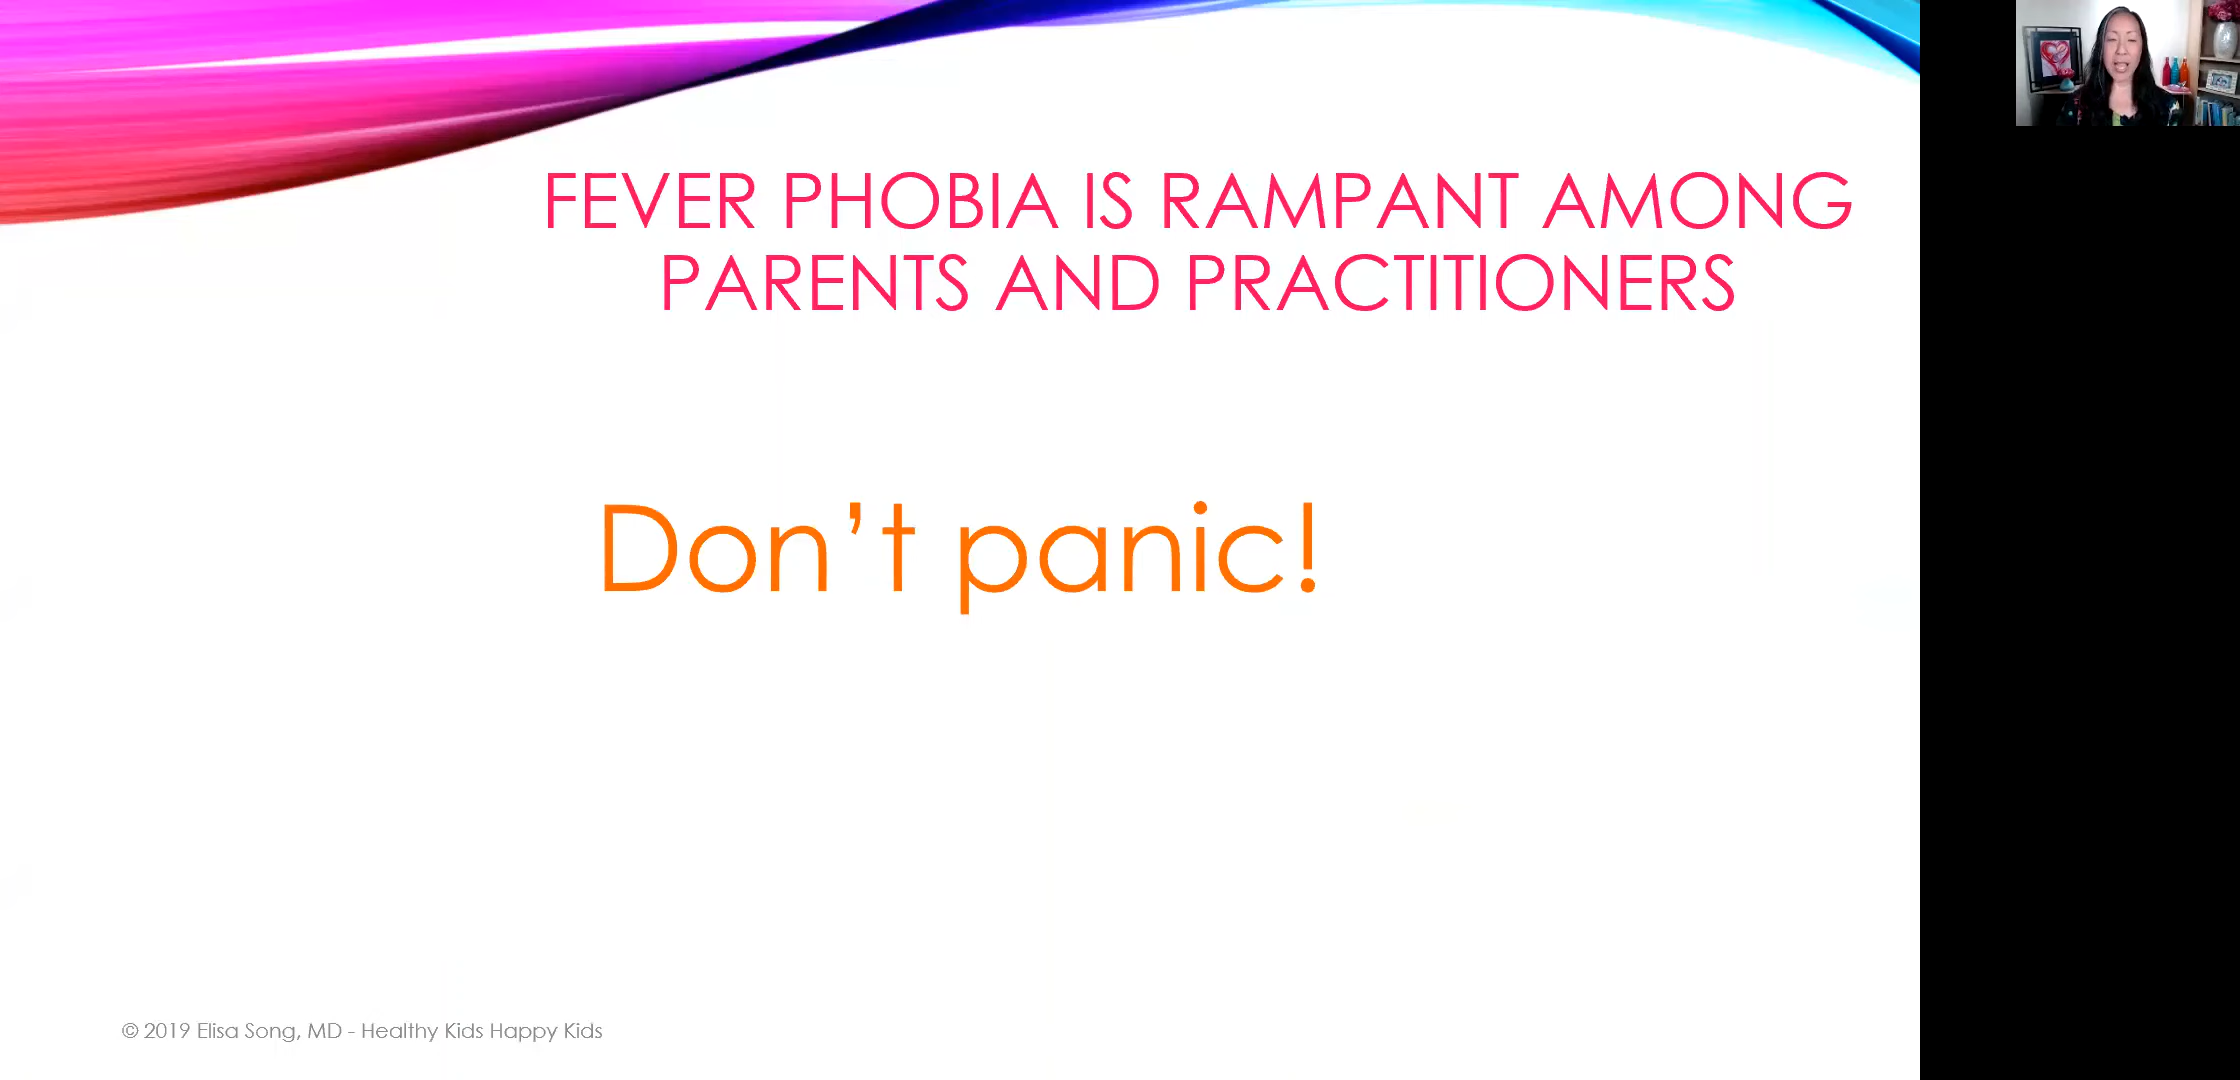 FEVER PHOBIA IS RAMPANT AMONG
PARENTS AND PRACTITIONERS
Don’t panic!
© 2019 Elisa Song, MD - Healthy Kids Happy Kids